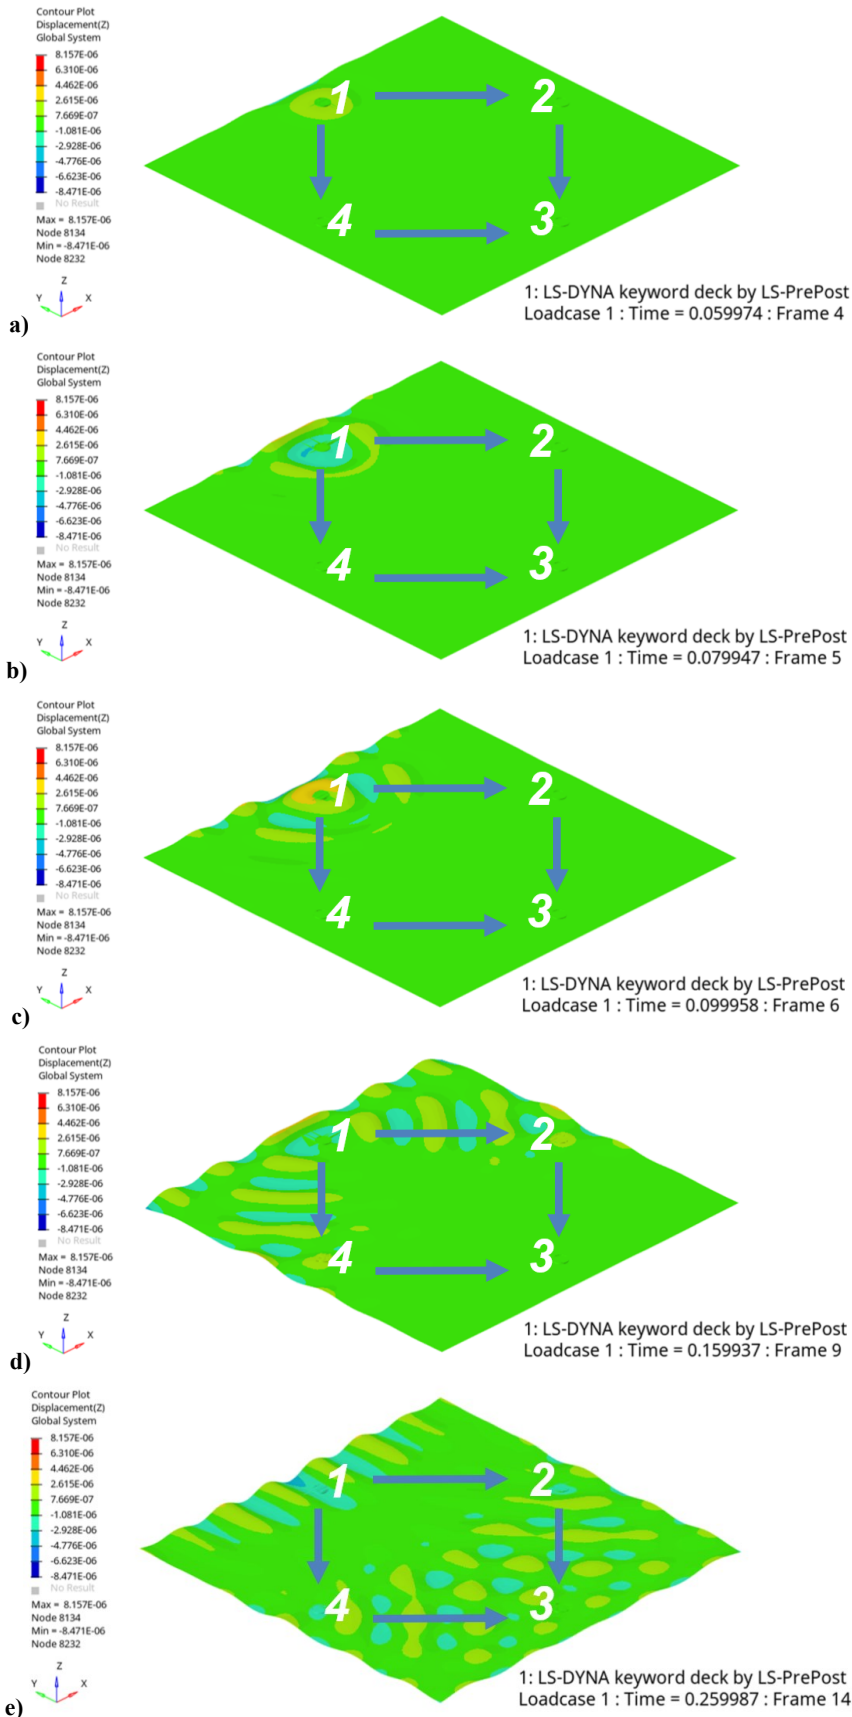 Contour Plot
Displacement(Z)
Global System
8.157E-06
6.310E-06
4.462E-06
2.615E-06
7.669E-07
-1.081E-06
-2.928E-06
-4.776E-06
-6.623E-06
-8.471E-06
No Result
Max = 8.157E-06
Node 8134
Min = -8.471E-06
Node 8232
Z
Y X
1 2
4 3
1: LS-DYNA keyword deck by LS-PrePost
Loadcase 1 : Time = 0.059974 : Frame 4
a)
Contour Plot
Displacement(Z)
Global System
8.157E-06
6.310E-06
4.462E-06
2.615E-06
7.669E-07
-1.081E-06
-2.928E-06
-4.776E-06
-6.623E-06
-8.471E-06
No Result
Max = 8.157E-06
Node 8134
Min = -8.471E-06
Node 8232
Z
Y X
1 2
4 3
1: LS-DYNA keyword deck by LS-PrePost
Loadcase 1 : Time = 0.079947 : Frame 5
b)
Contour Plot
Displacement(Z)
Global System
8.157E-06
6.310E-06
4.462E-06
2.615E-06
7.669E-07
-1.081E-06
-2.928E-06
-4.776E-06
-6.623E-06
-8.471E-06
No Result
Max = 8.157E-06
Node 8134
Min = -8.471E-06
Node 8232
Z
Y X
1 2
4 3
1: LS-DYNA keyword deck by LS-PrePost
Loadcase 1 : Time = 0.099958 : Frame 6
c)
Contour Plot
Displacement(Z)
Global System
8.157E-06
6.310E-06
4.462E-06
2.615E-06
7.669E-07
-1.081E-06
-2.928E-06
-4.776E-06
-6.623E-06
-8.471E-06
No Result
Max = 8.157E-06
Node 8134
Min = -8.471E-06
Node 8232
Z
Y X
1 2
4 3
1: LS-DYNA keyword deck by LS-PrePost
Loadcase 1 : Time = 0.159937 : Frame 9
d)
Contour Plot
Displacement(Z)
Global System
8.157E-06
6.310E-06
4.462E-06
2.615E-06
7.669E-07
-1.081E-06
-2.928E-06
-4.776E-06
-6.623E-06
-8.471E-06
No Result
Max = 8.157E-06
Node 8134
Min = -8.471E-06
Node 8232
Z
Y X
1 2
4 3
1: LS-DYNA keyword deck by LS-PrePost
Loadcase 1 : Time = 0.259987 : Frame 14
e)